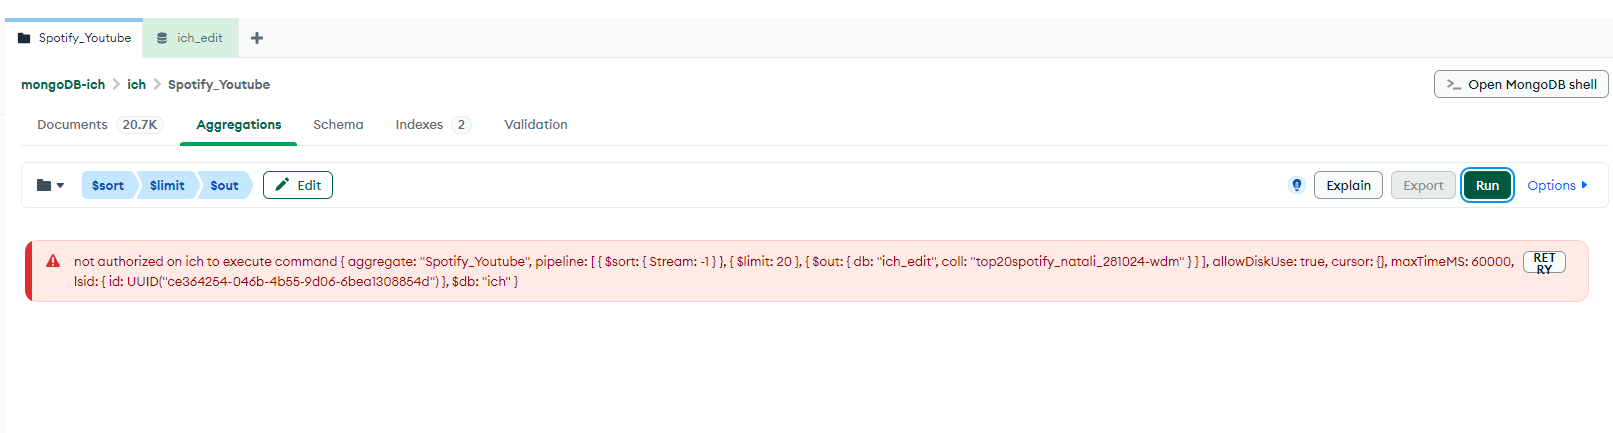 Spotify_Youtube
ich_edit
mongoDB-ich > ich > Spotify_Youtube
>_ Open MongoDB shell
Documents 20.7K Aggregations Schema Indexes 2 Validation
$sort $limit $out Edit Explain Export Run Options
not authorized on ich to execute command { aggregate: "Spotify_Youtube", pipeline: [ { $sort: { Stream: -1 } }, { $limit: 20 }, { $out: { db: "ich_edit", coll: "top20spotify_natali_281024-wdm" } } ], allowDiskUse: true, cursor: {}, maxTimeMS: 60000,
lsid: { id: UUID("ce364254-046b-4b55-9d06-6bea1308854d") }, $db: "ich" }
RET
RY